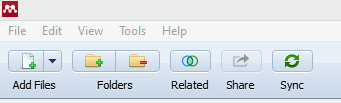 File Edit View Tools Help
Add Files Folders Related Share Sync